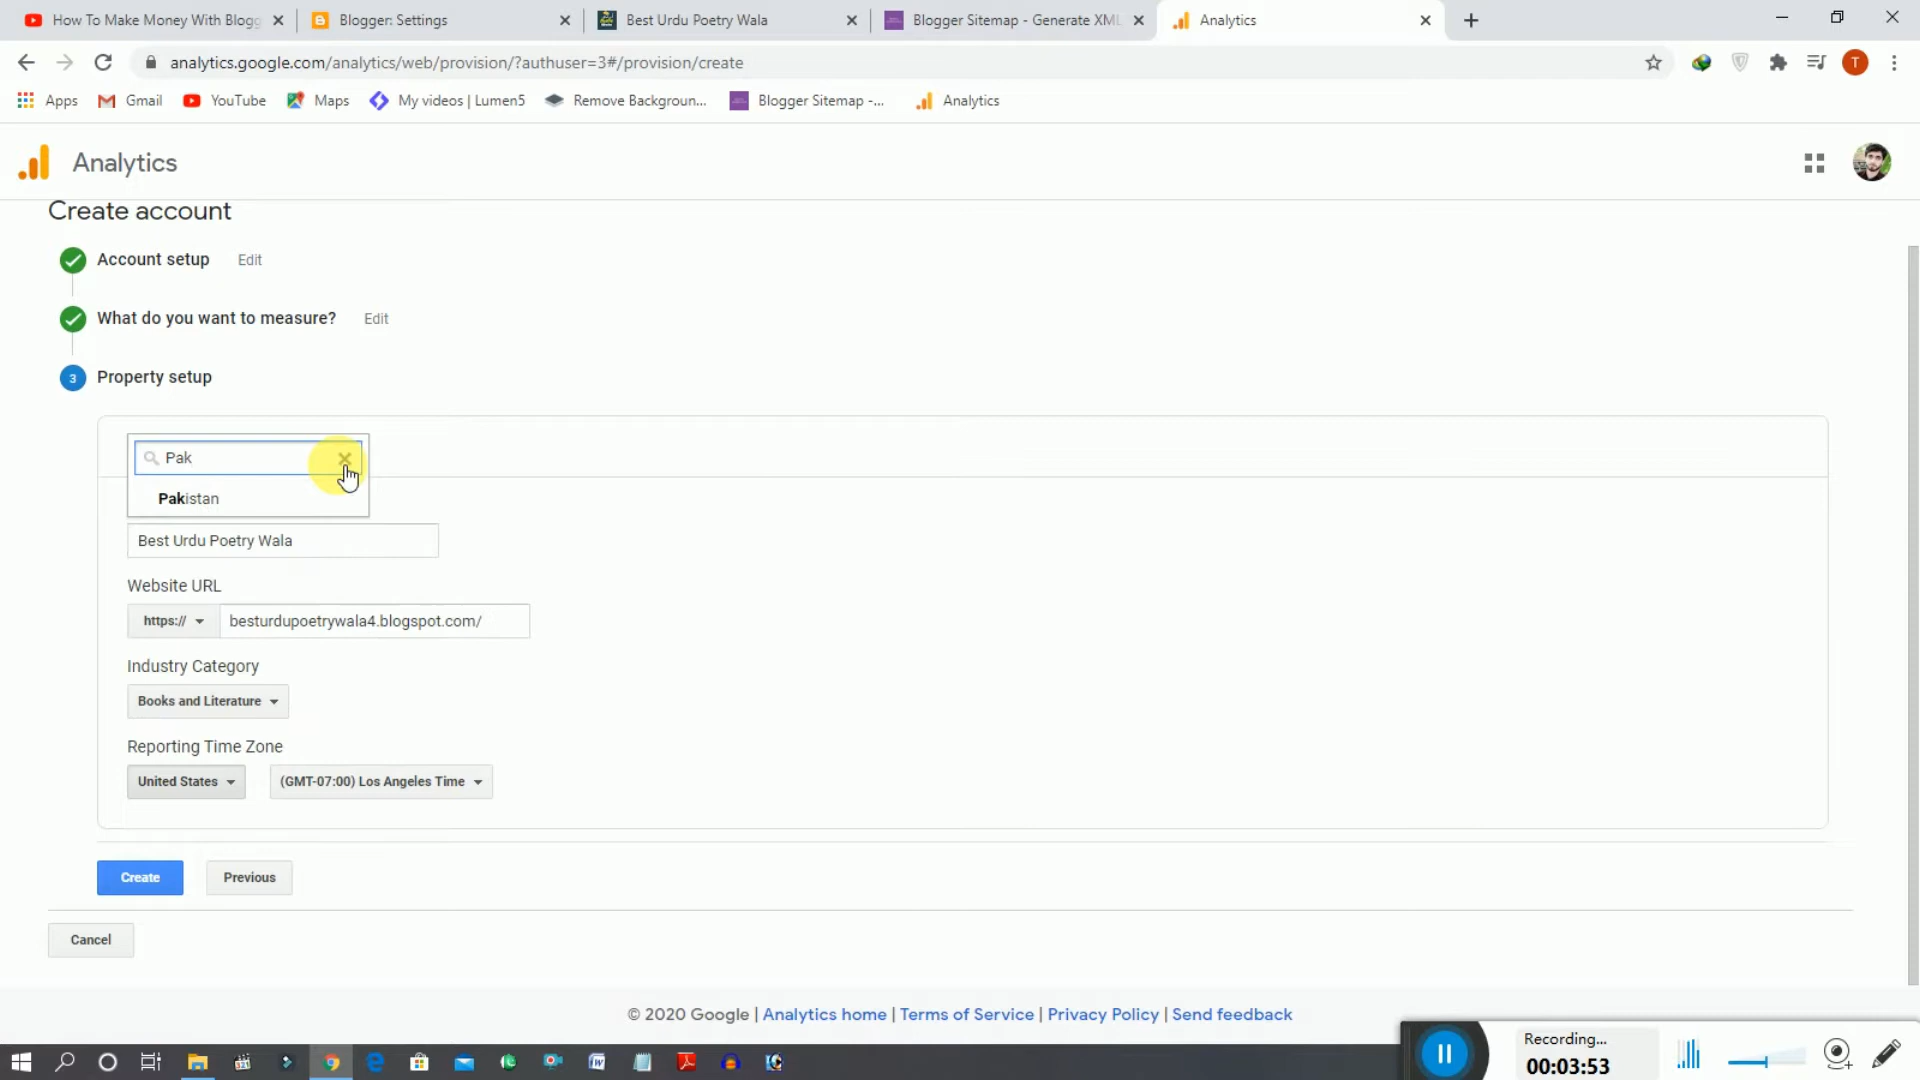 How To Make Money With Blogg
Blogger: Settings
Best Urdu Poetry Wala
Blogger Sitemap - Generate XML
Analytics
analytics.google.com/analytics/web/provision/?authuser=3#/provision/create
T
Apps
Gmail
YouTube
Maps
My videos | Lumen5
Remove Backgroun...
Blogger Sitemap -...
Analytics
Analytics
Create account
Account setup Edit
What do you want to measure? Edit
3 Property setup
Pak
Pakistan
Best Urdu Poetry Wala
Website URL
https:// besturdupoetrywala4.blogspot.com/
Industry Category
Books and Literature
Reporting Time Zone
United States (GMT-07:00) Los Angeles Time
Create Previous
Cancel
© 2020 Google | Analytics home | Terms of Service | Privacy Policy | Send feedback
Recording...
00:03:53